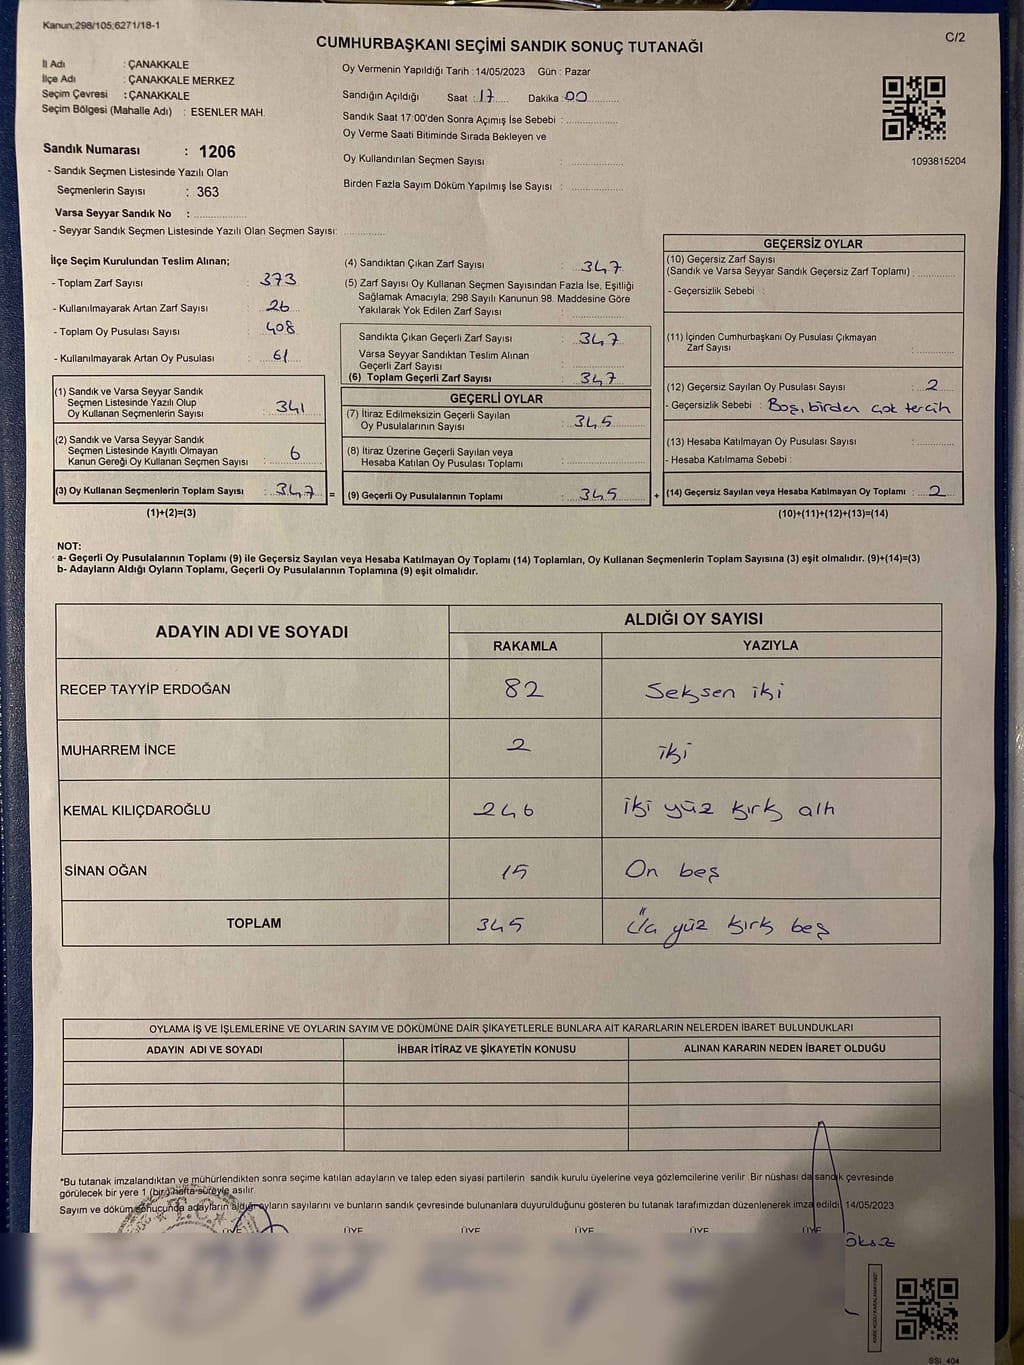 Kanun;298/105;6271/18-1
C/2
CUMHURBAŞKANI SEÇİMİ SANDIK SONUÇ TUTANAĞI
İl Adı : ÇANAKKALE
İlçe Adı : ÇANAKKALE MERKEZ
Seçim Çevresi : ÇANAKKALE
Seçim Bölgesi (Mahalle Adı) : ESENLER MAH.
Sandık Numarası : 1206
- Sandık Seçmen Listesinde Yazılı Olan
Seçmenlerin Sayısı : 363
Varsa Seyyar Sandık No : ................
- Seyyar Sandık Seçmen Listesinde Yazılı Olan Seçmen Sayısı: ............
Oy Vermenin Yapıldığı Tarih : 14/05/2023 Gün : Pazar
Sandığın Açıldığı Saat : 17 Dakika : 00
Sandık Saat 17:00'den Sonra Açımış İse Sebebi : ................
Oy Verme Saati Bitiminde Sırada Bekleyen ve
Oy Kullandırılan Seçmen Sayısı : ................
Birden Fazla Sayım Döküm Yapılmış İse Sayısı : ................
1093815204
İlçe Seçim Kurulundan Teslim Alınan;
- Toplam Zarf Sayısı : 373
- Kullanılmayarak Artan Zarf Sayısı : 26
- Toplam Oy Pusulası Sayısı : 408
- Kullanılmayarak Artan Oy Pusulası : 61
(1) Sandık ve Varsa Seyyar Sandık
Seçmen Listesinde Yazılı Olup
Oy Kullanan Seçmenlerin Sayısı : 341
(2) Sandık ve Varsa Seyyar Sandık
Seçmen Listesinde Kayıtlı Olmayan
Kanun Gereği Oy Kullanan Seçmen Sayısı : 6
(3) Oy Kullanan Seçmenlerin Toplam Sayısı : 347 =
(1)+(2)=(3)
(4) Sandıktan Çıkan Zarf Sayısı : 347
(5) Zarf Sayısı Oy Kullanan Seçmen Sayısından Fazla İse, Eşitliği
Sağlamak Amacıyla; 298 Sayılı Kanunun 98. Maddesine Göre
Yakılarak Yok Edilen Zarf Sayısı : ................
Sandıkta Çıkan Geçerli Zarf Sayısı : 347
Varsa Seyyar Sandıktan Teslim Alınan
Geçerli Zarf Sayısı : ................
(6) Toplam Geçerli Zarf Sayısı : 347
GEÇERLİ OYLAR
(7) İtiraz Edilmeksizin Geçerli Sayılan
Oy Pusulalarının Sayısı : 345
(8) İtiraz Üzerine Geçerli Sayılan veya
Hesaba Katılan Oy Pusulası Toplamı : ................
(9) Geçerli Oy Pusulalarının Toplamı : 345 +
GEÇERSİZ OYLAR
(10) Geçersiz Zarf Sayısı
(Sandık ve Varsa Seyyar Sandık Geçersiz Zarf Toplamı) : ............
- Geçersizlik Sebebi :
(11) İçinden Cumhurbaşkanı Oy Pusulası Çıkmayan
Zarf Sayısı : ............
(12) Geçersiz Sayılan Oy Pusulası Sayısı : 2
- Geçersizlik Sebebi : Boş, birden çok tercih
(13) Hesaba Katılmayan Oy Pusulası Sayısı : ............
- Hesaba Katılmama Sebebi :
(14) Geçersiz Sayılan veya Hesaba Katılmayan Oy Toplamı : 2
(10)+(11)+(12)+(13)=(14)
NOT:
a- Geçerli Oy Pusulalarının Toplamı (9) ile Geçersiz Sayılan veya Hesaba Katılmayan Oy Toplamı (14) Toplamları, Oy Kullanan Seçmenlerin Toplam Sayısına (3) eşit olmalıdır. (9)+(14)=(3)
b- Adayların Aldığı Oyların Toplamı, Geçerli Oy Pusulalarının Toplamına (9) eşit olmalıdır.
ADAYIN ADI VE SOYADI ALDIĞI OY SAYISI
RAKAMLA YAZIYLA
RECEP TAYYİP ERDOĞAN 82 Seksen iki
MUHARREM İNCE 2 iki
KEMAL KILIÇDAROĞLU 246 iki yüz kırk altı
SİNAN OĞAN 15 On beş
TOPLAM 345 Üç yüz kırk beş
OYLAMA İŞ VE İŞLEMLERİNE VE OYLARIN SAYIM VE DÖKÜMÜNE DAİR ŞİKAYETLERLE BUNLARA AİT KARARLARIN NELERDEN İBARET BULUNDUKLARI
ADAYIN ADI VE SOYADI İHBAR İTİRAZ VE ŞİKAYETİN KONUSU ALINAN KARARIN NEDEN İBARET OLDUĞU
*Bu tutanak imzalandıktan ve mühürlendikten sonra seçime katılan adayların ve talep eden siyasi partilerin sandık kurulu üyelerine veya gözlemcilerine verilir. Bir nüshası da sandık çevresinde
görülecek bir yere 1 (bir) hafta süreyle asılır.
Sayım ve döküm sonucunda adayların aldığı oyların sayılarını ve bunların sandık çevresinde bulunanlara duyurulduğunu gösteren bu tutanak tarafımızdan düzenlenerek imza edildi. 14/05/2023
ÜYE ÜYE ÜYE ÜYE ÜYE ÜYE
T.C.
SSI_404